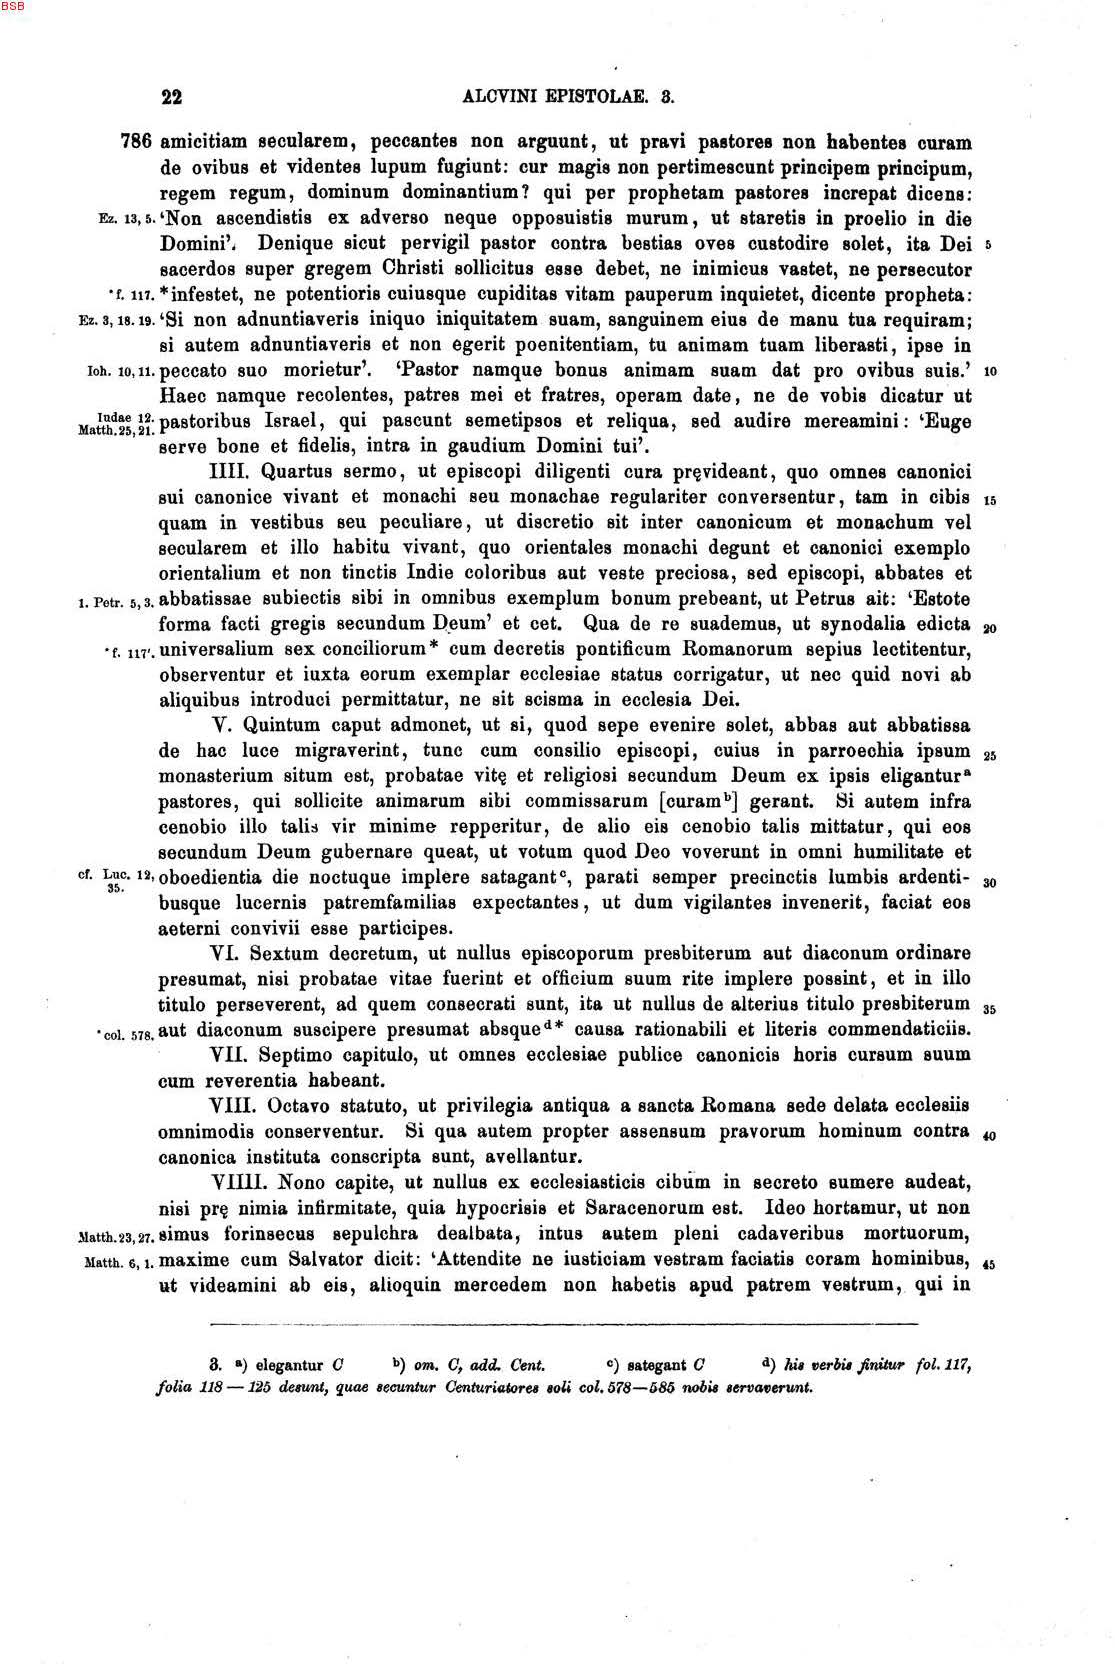 BSB
22 ALCVINI EPISTOLAE. 3.
786 amicitiam secularem, peccantes non arguunt, ut pravi pastores non habentes curam
de ovibus et videntes lupum fugiunt: cur magis non pertimescunt principem principum,
regem regum, dominum dominantium? qui per prophetam pastores increpat dicens:
Ez. 13, 5. ‘Non ascendistis ex adverso neque opposuistis murum, ut staretis in proelio in die
Domini’. Denique sicut pervigil pastor contra bestias oves custodire solet, ita Dei 5
sacerdos super gregem Christi sollicitus esse debet, ne inimicus vastet, ne persecutor
*f. 117. *infestet, ne potentioris cuiusque cupiditas vitam pauperum inquietet, dicente propheta:
Ez. 3, 18. 19. ‘Si non adnuntiaveris iniquo iniquitatem suam, sanguinem eius de manu tua requiram;
si autem adnuntiaveris et non egerit poenitentiam, tu animam tuam liberasti, ipse in
Ioh. 10, 11. peccato suo morietur’. ‘Pastor namque bonus animam suam dat pro ovibus suis.’ 10
Haec namque recolentes, patres mei et fratres, operam date, ne de vobis dicatur ut
Iudae 12. Matth. 25, 21. pastoribus Israel, qui pascunt semetipsos et reliqua, sed audire mereamini: ‘Euge
serve bone et fidelis, intra in gaudium Domini tui’.
IIII. Quartus sermo, ut episcopi diligenti cura pręvideant, quo omnes canonici
sui canonice vivant et monachi seu monachae regulariter conversentur, tam in cibis 15
quam in vestibus seu peculiare, ut discretio sit inter canonicum et monachum vel
secularem et illo habitu vivant, quo orientales monachi degunt et canonici exemplo
orientalium et non tinctis Indie coloribus aut veste preciosa, sed episcopi, abbates et
1. Petr. 5, 3. abbatissae subiectis sibi in omnibus exemplum bonum prebeant, ut Petrus ait: ‘Estote
forma facti gregis secundum Deum’ et cet. Qua de re suademus, ut synodalia edicta 20
*f. 117'. universalium sex conciliorum* cum decretis pontificum Romanorum sepius lectitentur,
observentur et iuxta eorum exemplar ecclesiae status corrigatur, ut nec quid novi ab
aliquibus introduci permittatur, ne sit scisma in ecclesia Dei.
V. Quintum caput admonet, ut si, quod sepe evenire solet, abbas aut abbatissa
de hac luce migraverint, tunc cum consilio episcopi, cuius in parroechia ipsum 25
monasterium situm est, probatae vitę et religiosi secundum Deum ex ipsis eligantur^a
pastores, qui sollicite animarum sibi commissarum [curam^b] gerant. Si autem infra
cenobio illo talis vir minime repperitur, de alio eis cenobio talis mittatur, qui eos
secundum Deum gubernare queat, ut votum quod Deo voverunt in omni humilitate et
cf. Luc. 12, 35. oboedientia die noctuque implere satagant^c, parati semper precinctis lumbis ardenti- 30
busque lucernis patremfamilias expectantes, ut dum vigilantes invenerit, faciat eos
aeterni convivii esse participes.
VI. Sextum decretum, ut nullus episcoporum presbiterum aut diaconum ordinare
presumat, nisi probatae vitae fuerint et officium suum rite implere possint, et in illo
titulo perseverent, ad quem consecrati sunt, ita ut nullus de alterius titulo presbiterum 35
*col. 578. aut diaconum suscipere presumat absque^d* causa rationabili et literis commendaticiis.
VII. Septimo capitulo, ut omnes ecclesiae publice canonicis horis cursum suum
cum reverentia habeant.
VIII. Octavo statuto, ut privilegia antiqua a sancta Romana sede delata ecclesiis
omnimodis conserventur. Si qua autem propter assensum pravorum hominum contra 40
canonica instituta conscripta sunt, avellantur.
VIIII. Nono capite, ut nullus ex ecclesiasticis cibum in secreto sumere audeat,
nisi prę nimia infirmitate, quia hypocrisis et Saracenorum est. Ideo hortamur, ut non
Matth. 23, 27. simus forinsecus sepulchra dealbata, intus autem pleni cadaveribus mortuorum,
Matth. 6, 1. maxime cum Salvator dicit: ‘Attendite ne iusticiam vestram faciatis coram hominibus, 45
ut videamini ab eis, alioquin mercedem non habetis apud patrem vestrum, qui in
3. a) elegantur C b) om. C, add. Cent. c) sategant C d) his verbis finitur fol. 117,
folia 118—125 desunt, quae secuntur Centuriatores soli col. 578—585 nobis servaverunt.